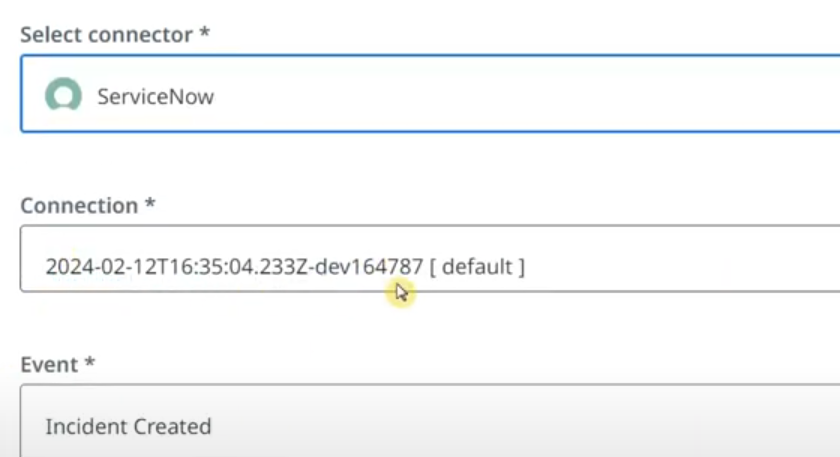 Select connector *
ServiceNow
Connection *
2024-02-12T16:35:04.233Z-dev164787 [ default ]
Event *
Incident Created